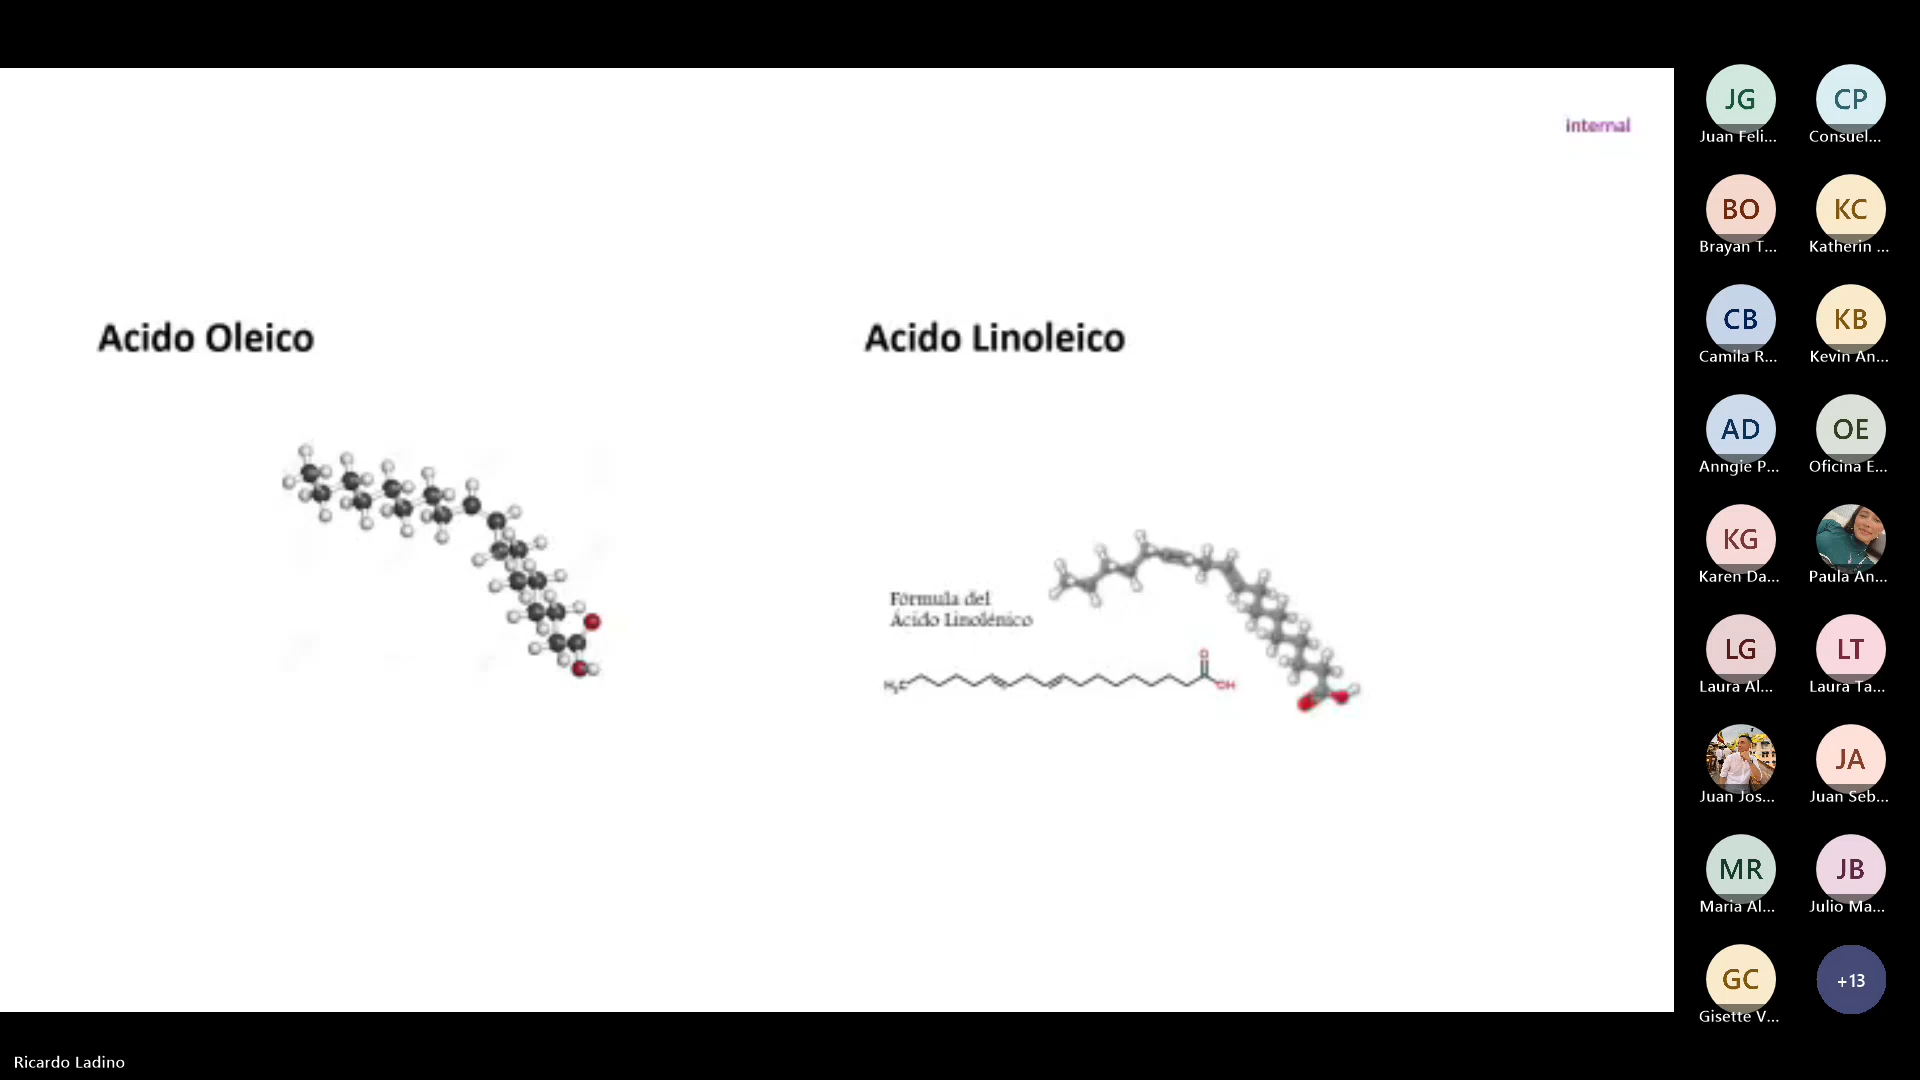 internal
Acido Oleico
Acido Linoleico
Fórmula del
Ácido Linolénico
H₃C
O
OH
JG
Juan Feli...
CP
Consuel...
BO
Brayan T...
KC
Katherin ...
CB
Camila R...
KB
Kevin An...
AD
Anngie P...
OE
Oficina E...
KG
Karen Da...
Paula An...
LG
Laura Al...
LT
Laura Ta...
Juan Jos...
JA
Juan Seb...
MR
Maria Al...
JB
Julio Ma...
GC
Gisette V...
+13
Ricardo Ladino